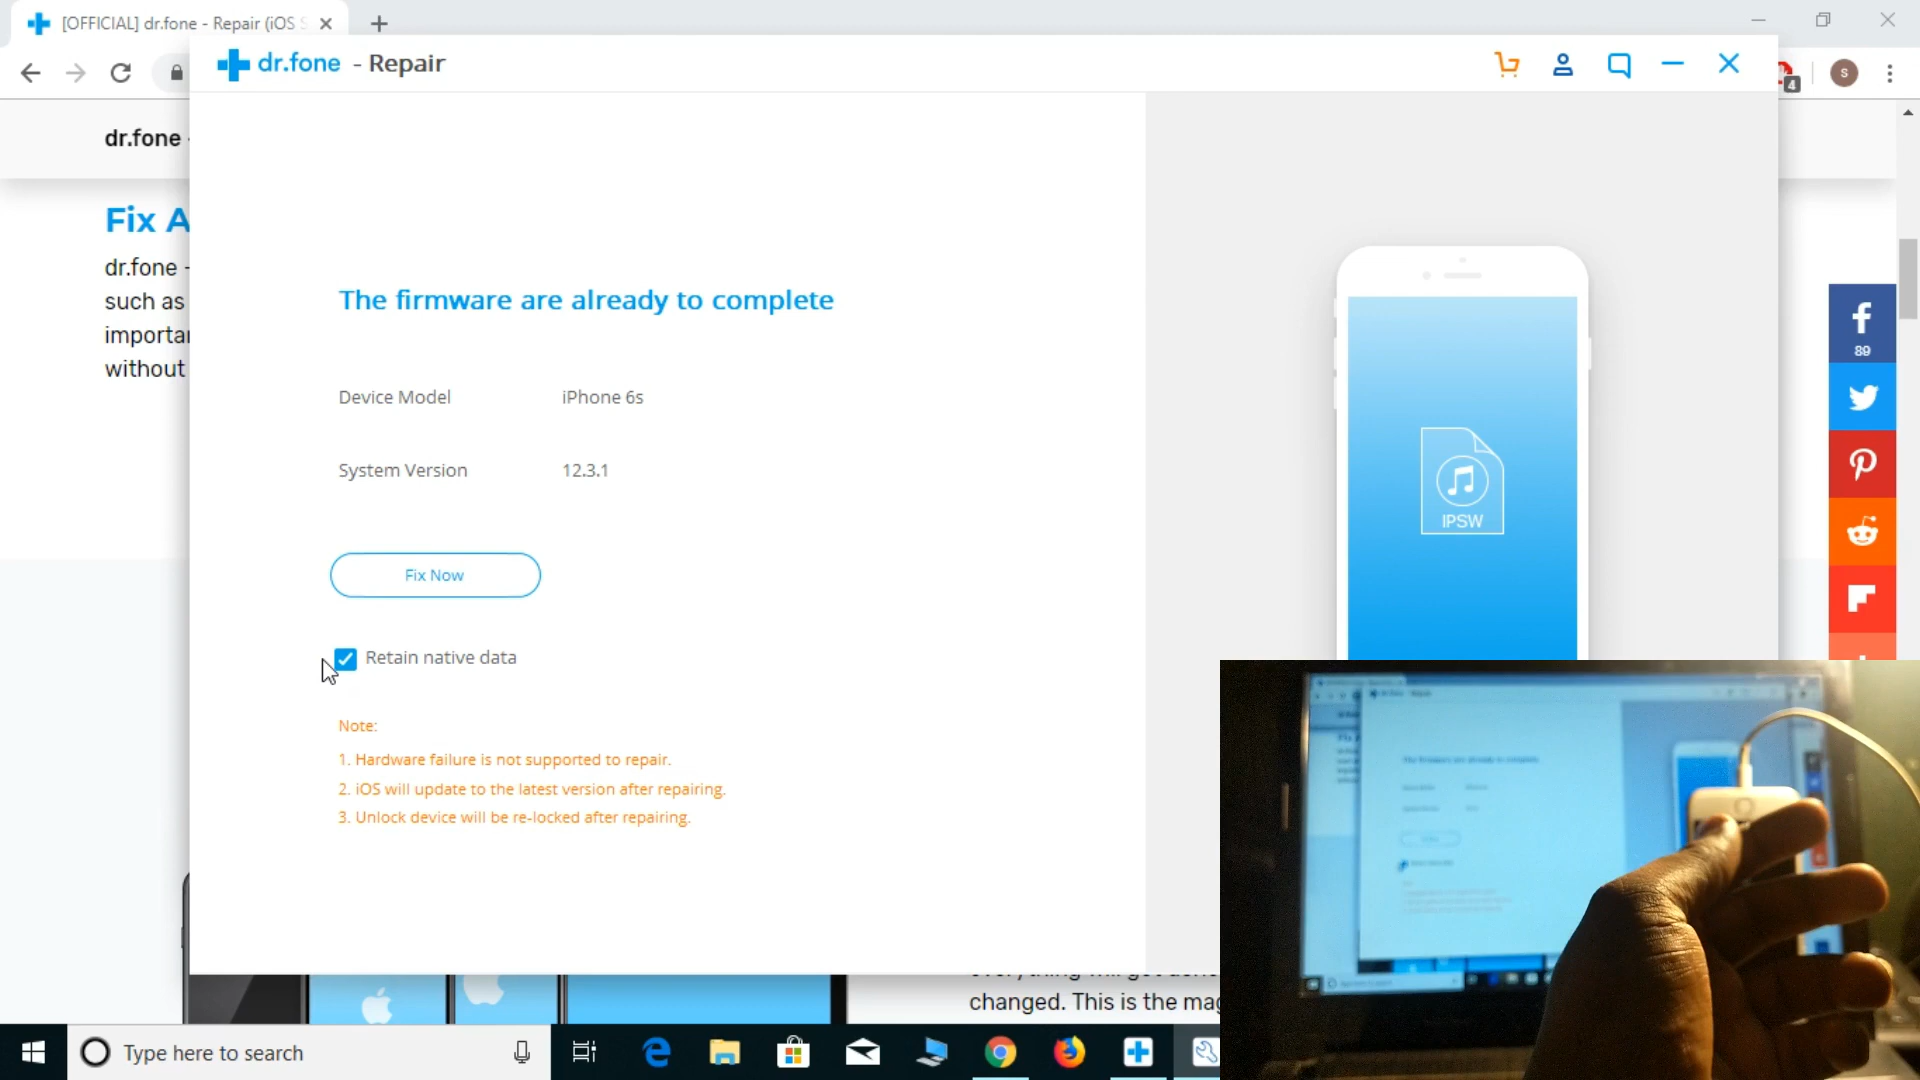 [OFFICIAL] dr.fone - Repair (iOS S
dr.fone - Repair
4
S
dr.fone -
Fix A
dr.fone -
such as
importan
without
The firmware are already to complete
Device Model iPhone 6s
System Version 12.3.1
Fix Now
Retain native data
Note:
1. Hardware failure is not supported to repair.
2. iOS will update to the latest version after repairing.
3. Unlock device will be re-locked after repairing.
IPSW
89
changed. This is the mag
Type here to search